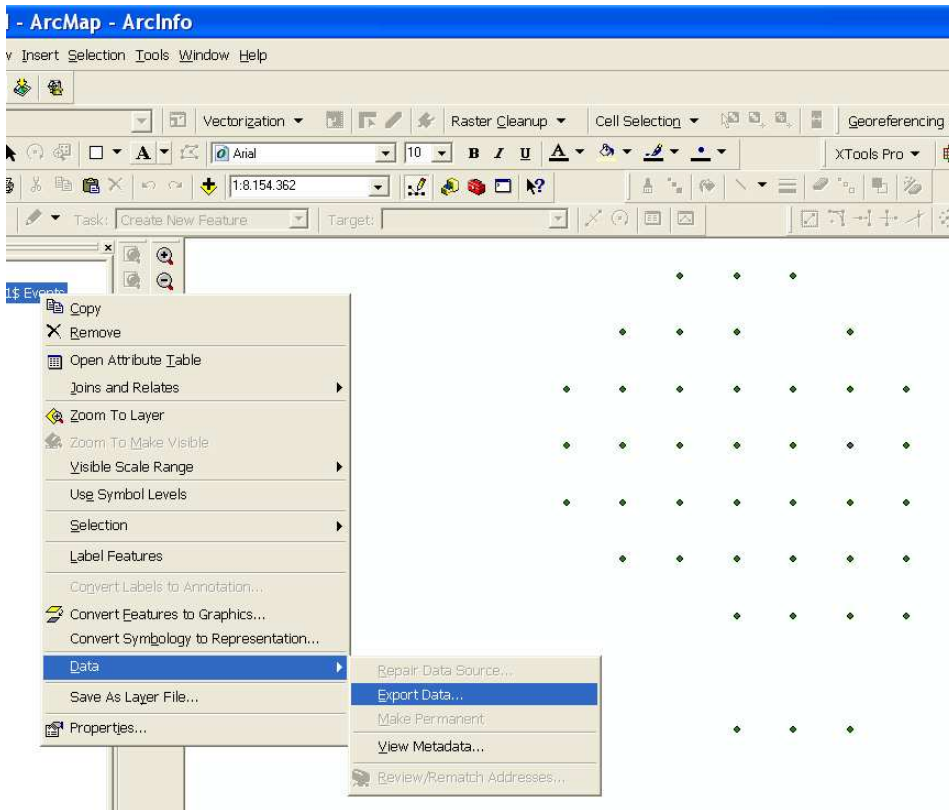 - ArcMap - ArcInfo
Insert Selection Tools Window Help
Vectorization Raster Cleanup Cell Selection Georeferencing
A Arial 10 B I U A XTools Pro
1:8.154.362
Task: Create New Feature Target:
1$ Events
Copy
Remove
Open Attribute Table
Joins and Relates
Zoom To Layer
Zoom To Make Visible
Visible Scale Range
Use Symbol Levels
Selection
Label Features
Convert Labels to Annotation...
Convert Features to Graphics...
Convert Symbology to Representation...
Data
Repair Data Source...
Export Data...
Save As Layer File...
Make Permanent
Properties...
View Metadata...
Review/Rematch Addresses...